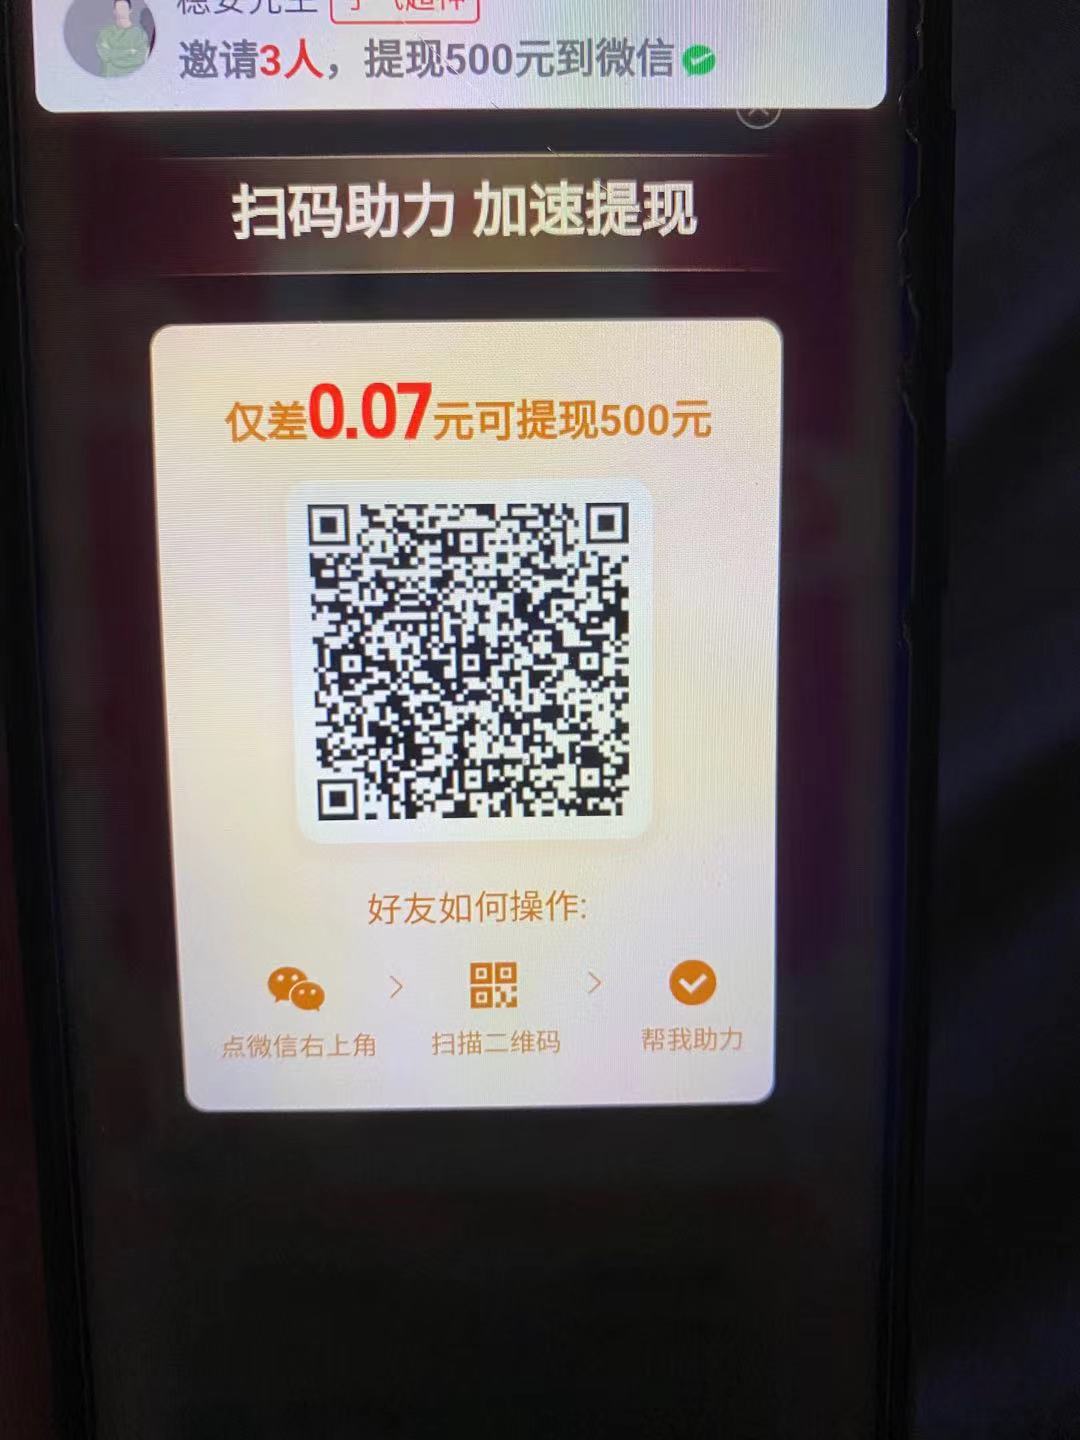 邀请3人，提现500元到微信
扫码助力 加速提现
仅差0.07元可提现500元
好友如何操作:
点微信右上角
扫描二维码
帮我助力